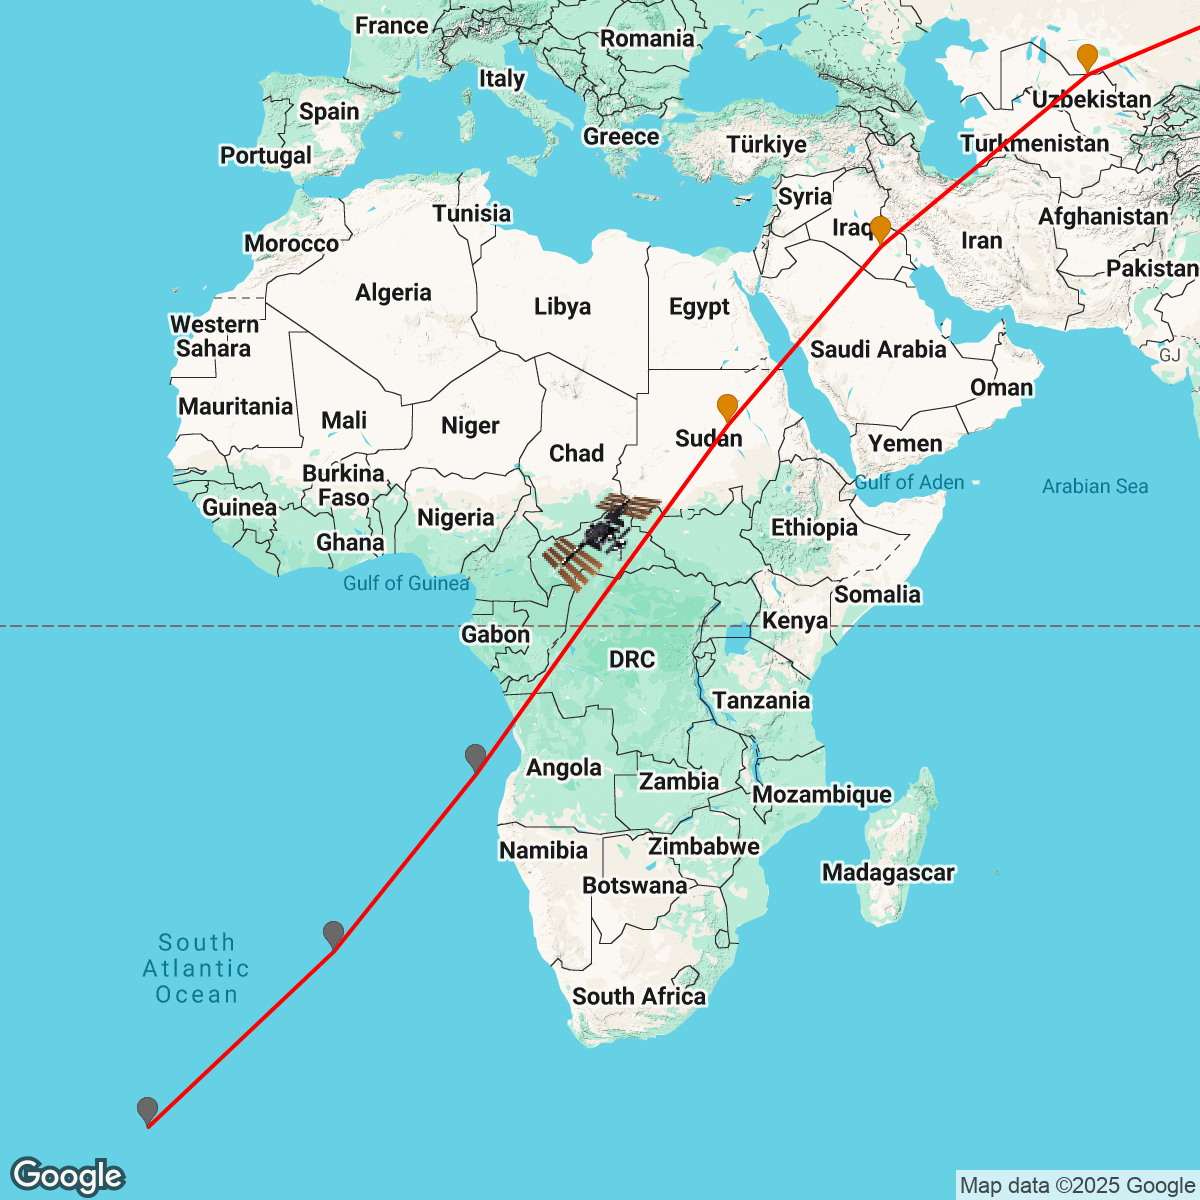 France
Romania
Italy
Uzbekistan
Spain
Greece
Türkiye
Turkmenistan
Portugal
Syria
Tunisia
Afghanistan
Morocco
Iraq
Iran
Pakistan
Algeria
Libya
Egypt
Western
Sahara
Saudi Arabia
GJ
Oman
Mauritania
Mali
Niger
Sudan
Chad
Yemen
Burkina
Faso
Gulf of Aden
Arabian Sea
Guinea
Nigeria
Ethiopia
Ghana
Gulf of Guinea
Somalia
Kenya
Gabon
DRC
Tanzania
Angola
Zambia
Mozambique
Namibia
Zimbabwe
Madagascar
Botswana
South
Atlantic
Ocean
South Africa
Google
Map data ©2025 Google